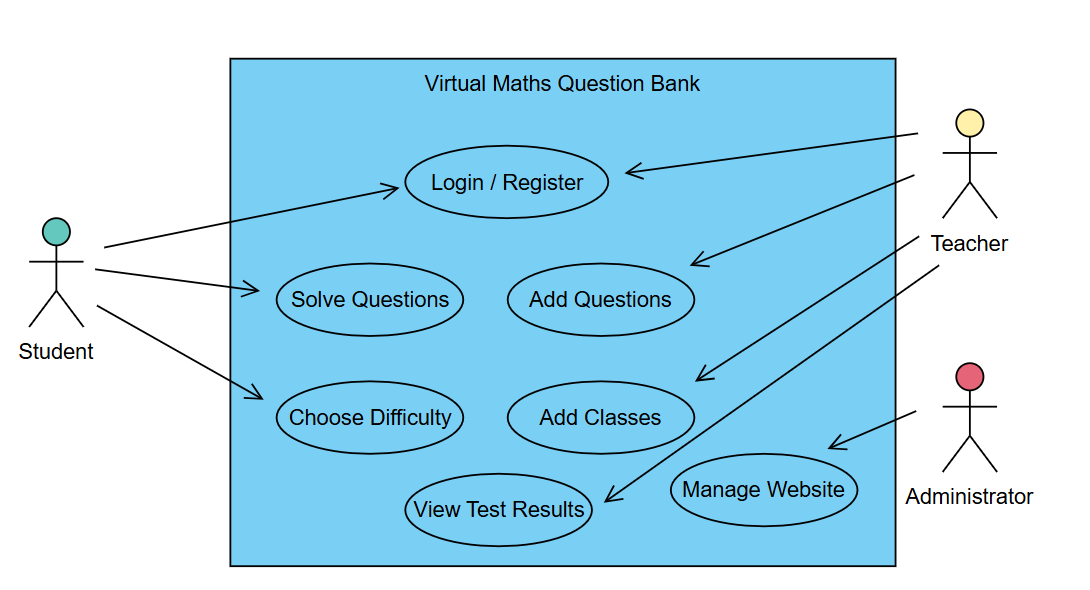 Virtual Maths Question Bank
Login / Register
Teacher
Solve Questions
Add Questions
Student
Choose Difficulty
Add Classes
Manage Website
Administrator
View Test Results